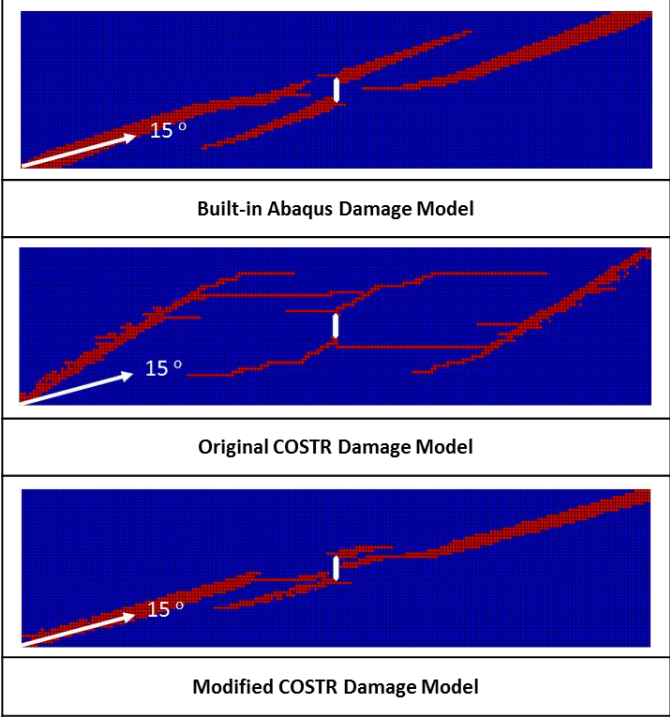 15 o
Built-in Abaqus Damage Model
15 o
Original COSTR Damage Model
15 o
Modified COSTR Damage Model